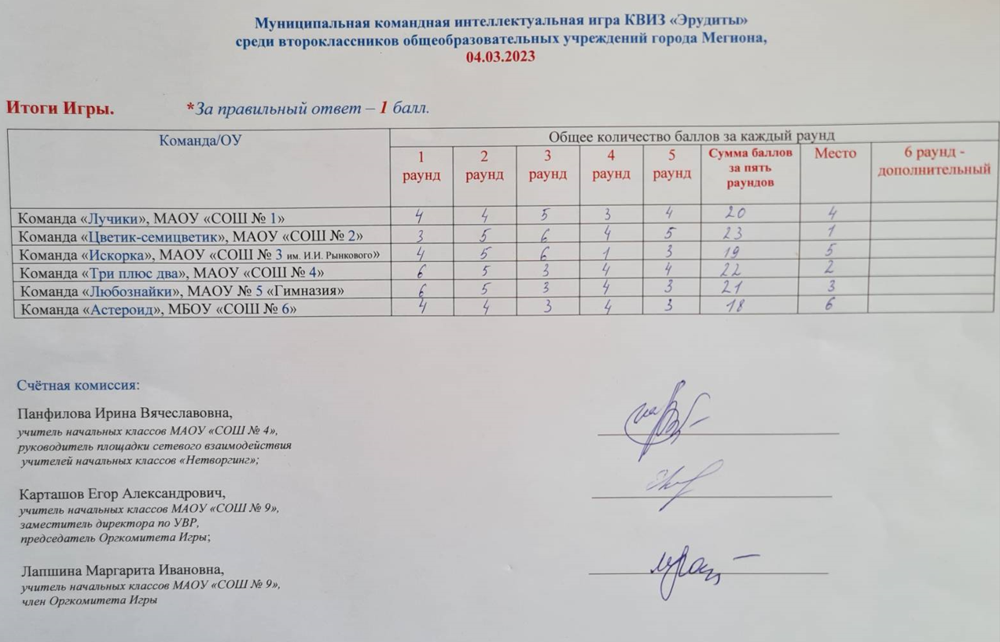 Муниципальная командная интеллектуальная игра КВИЗ «Эрудиты»
среди второклассников общеобразовательных учреждений города Мегиона,
04.03.2023
Итоги Игры. *За правильный ответ – 1 балл.
Команда/ОУ Общее количество баллов за каждый раунд
1 раунд 2 раунд 3 раунд 4 раунд 5 раунд Сумма баллов за пять раундов Место 6 раунд - дополнительный
Команда «Лучики», МАОУ «СОШ № 1» 4 4 5 3 4 20 4
Команда «Цветик-семицветик», МАОУ «СОШ № 2» 3 5 6 4 5 23 1
Команда «Искорка», МАОУ «СОШ № 3 им. И.И. Рынкового» 4 5 6 1 3 19 5
Команда «Три плюс два», МАОУ «СОШ № 4» 6 5 3 4 4 22 2
Команда «Любознайки», МАОУ № 5 «Гимназия» 6 5 3 4 3 21 3
Команда «Астероид», МБОУ «СОШ № 6» 4 4 3 4 3 18 6
Счётная комиссия:
Панфилова Ирина Вячеславовна,
учитель начальных классов МАОУ «СОШ № 4»,
руководитель площадки сетевого взаимодействия
учителей начальных классов «Нетворгинг»;
Карташов Егор Александрович,
учитель начальных классов МАОУ «СОШ № 9»,
заместитель директора по УВР,
председатель Оргкомитета Игры;
Лапшина Маргарита Ивановна,
учитель начальных классов МАОУ «СОШ № 9»,
член Оргкомитета Игры